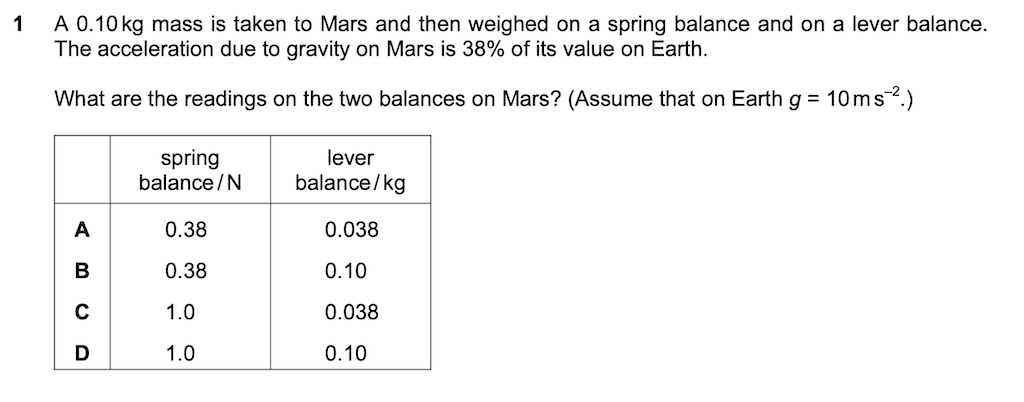 1 A 0.10 kg mass is taken to Mars and then weighed on a spring balance and on a lever balance.
The acceleration due to gravity on Mars is 38% of its value on Earth.
What are the readings on the two balances on Mars? (Assume that on Earth g = 10 m s⁻².)
spring balance / N lever balance / kg
A 0.38 0.038
B 0.38 0.10
C 1.0 0.038
D 1.0 0.10